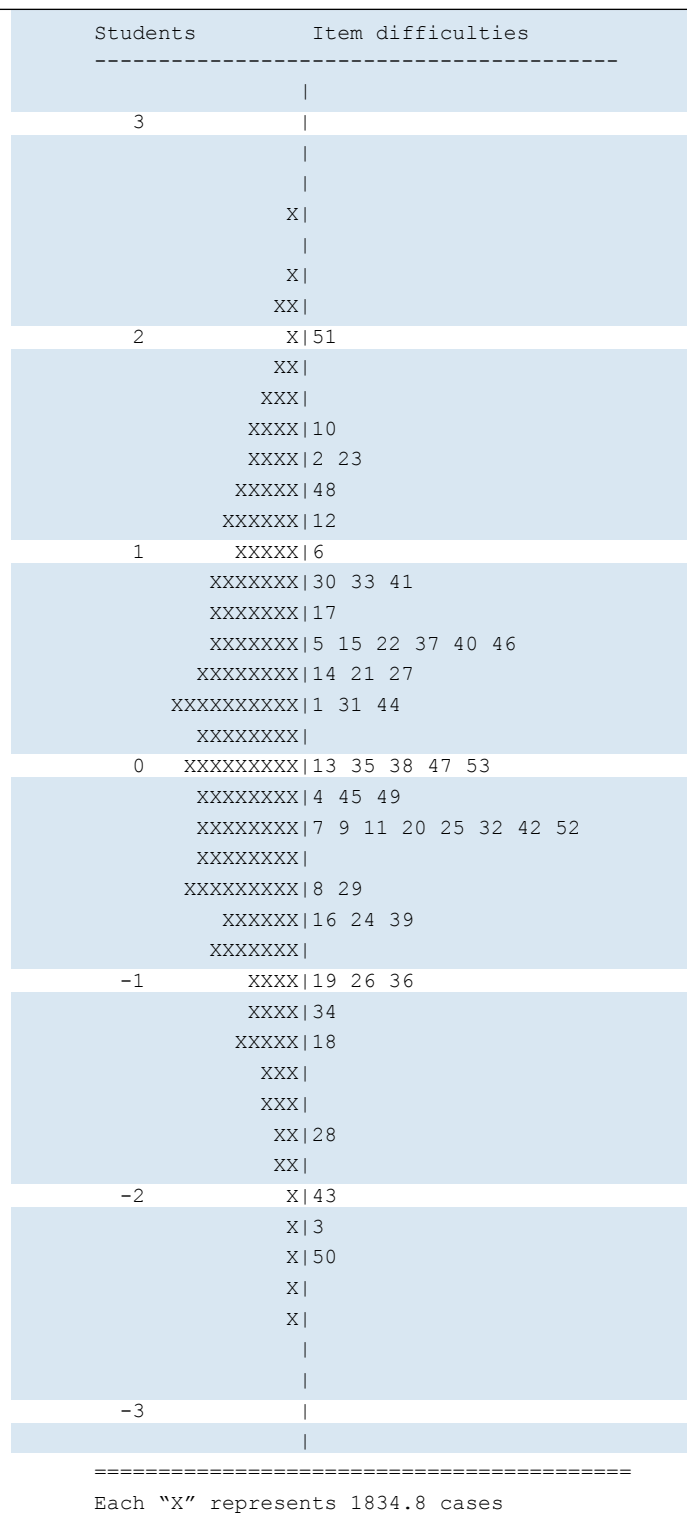 Students         Item difficulties
-----------------------------------------
                |
   3            |
                |
                |
               X|
                |
               X|
              XX|
   2           X|51
              XX|
             XXX|
            XXXX|10
            XXXX|2 23
           XXXXX|48
          XXXXXX|12
   1       XXXXX|6
         XXXXXXX|30 33 41
         XXXXXXX|17
         XXXXXXX|5 15 22 37 40 46
        XXXXXXXX|14 21 27
      XXXXXXXXXX|1 31 44
        XXXXXXXX|
   0   XXXXXXXXX|13 35 38 47 53
        XXXXXXXX|4 45 49
        XXXXXXXX|7 9 11 20 25 32 42 52
        XXXXXXXX|
       XXXXXXXXX|8 29
          XXXXXX|16 24 39
         XXXXXXX|
  -1        XXXX|19 26 36
            XXXX|34
           XXXXX|18
             XXX|
             XXX|
              XX|28
              XX|
  -2           X|43
               X|3
               X|50
               X|
               X|
                |
                |
  -3            |
                |
==========================================
Each “X” represents 1834.8 cases